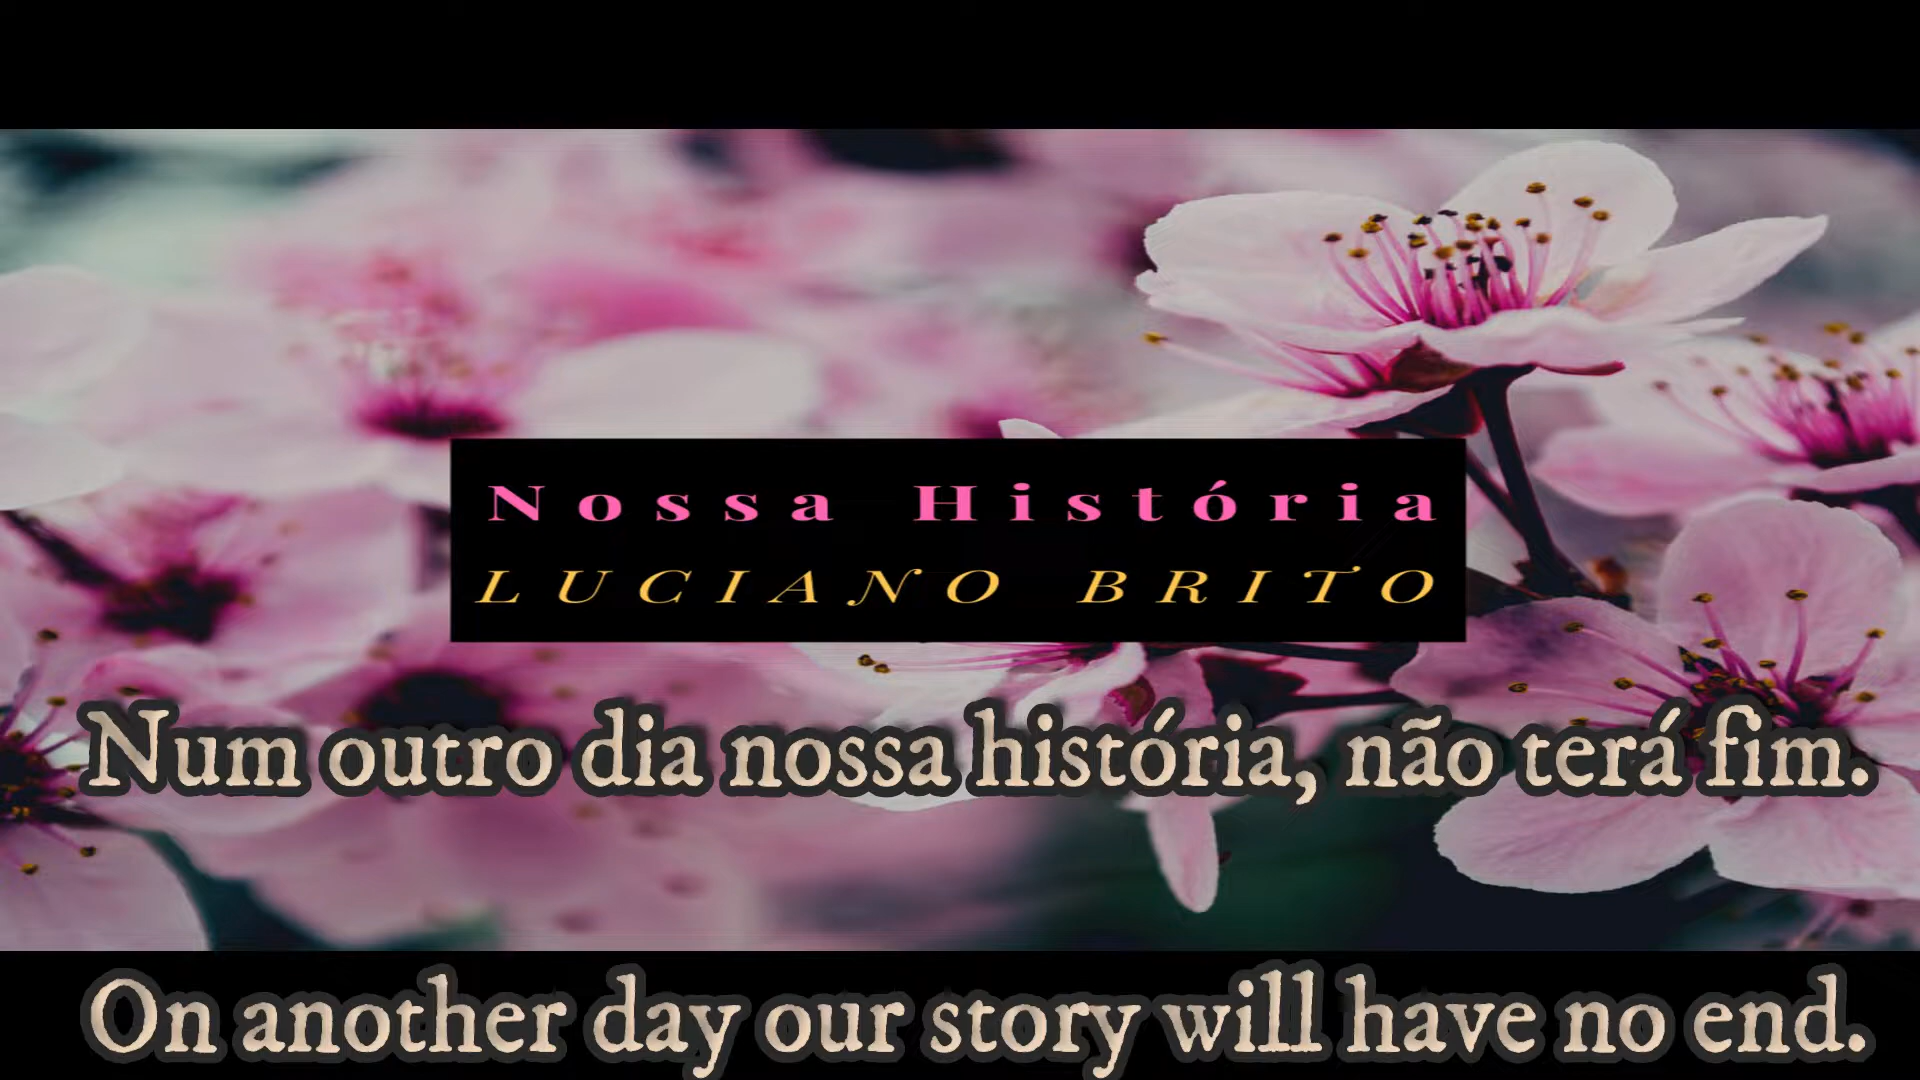 Nossa História
LUCIANO BRITO
Num outro dia nossa história, não terá fim.
On another day our story will have no end.